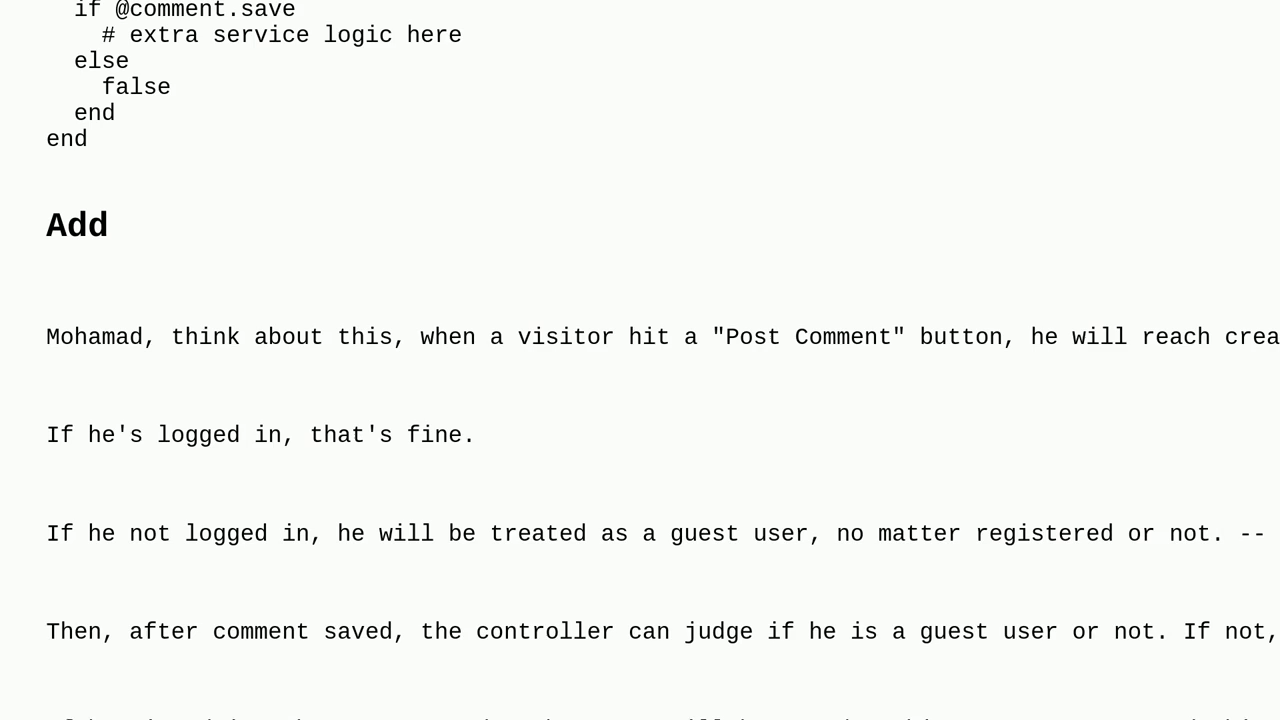 if @comment.save
# extra service logic here
else
false
end
end
Add
Mohamad, think about this, when a visitor hit a "Post Comment" button, he will reach crea
If he's logged in, that's fine.
If he not logged in, he will be treated as a guest user, no matter registered or not. --
Then, after comment saved, the controller can judge if he is a guest user or not. If not,